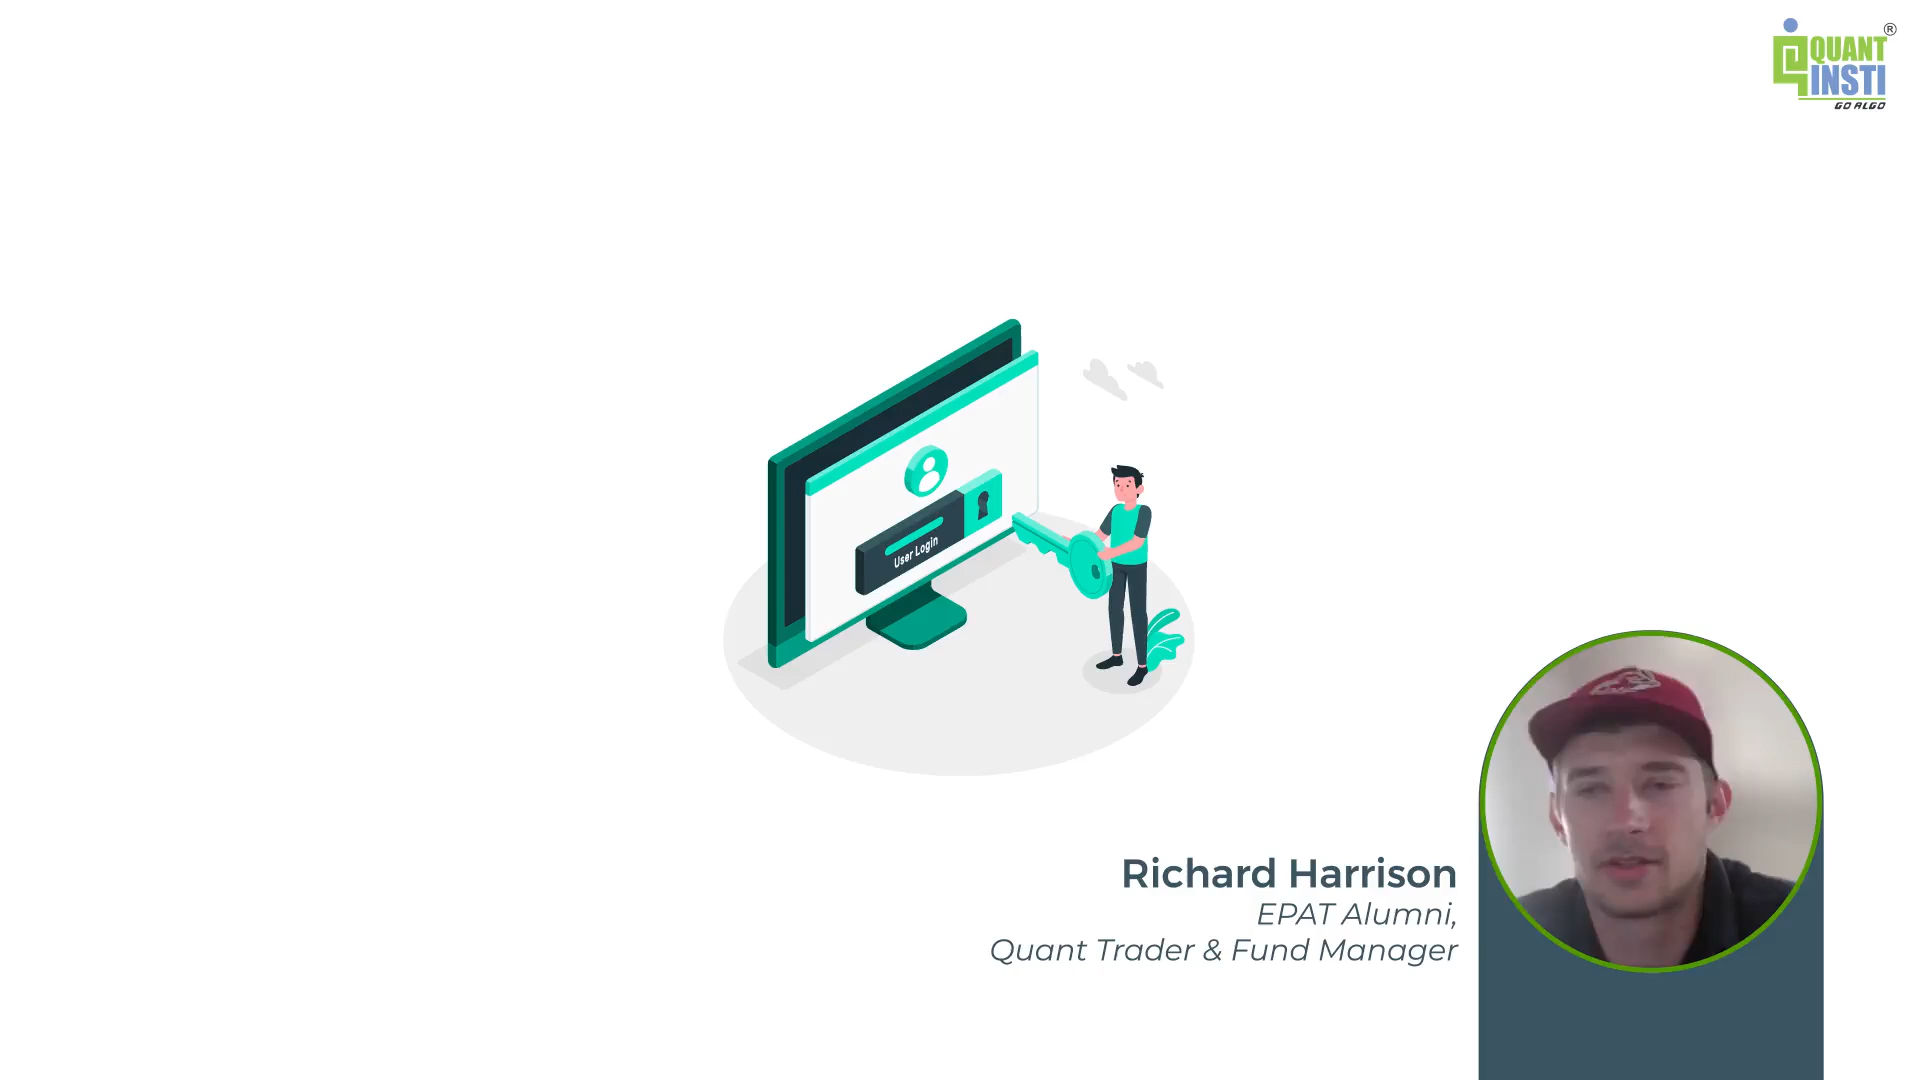 QUANT
INSTI
®
GO ALGO
User Login
Richard Harrison
EPAT Alumni,
Quant Trader & Fund Manager